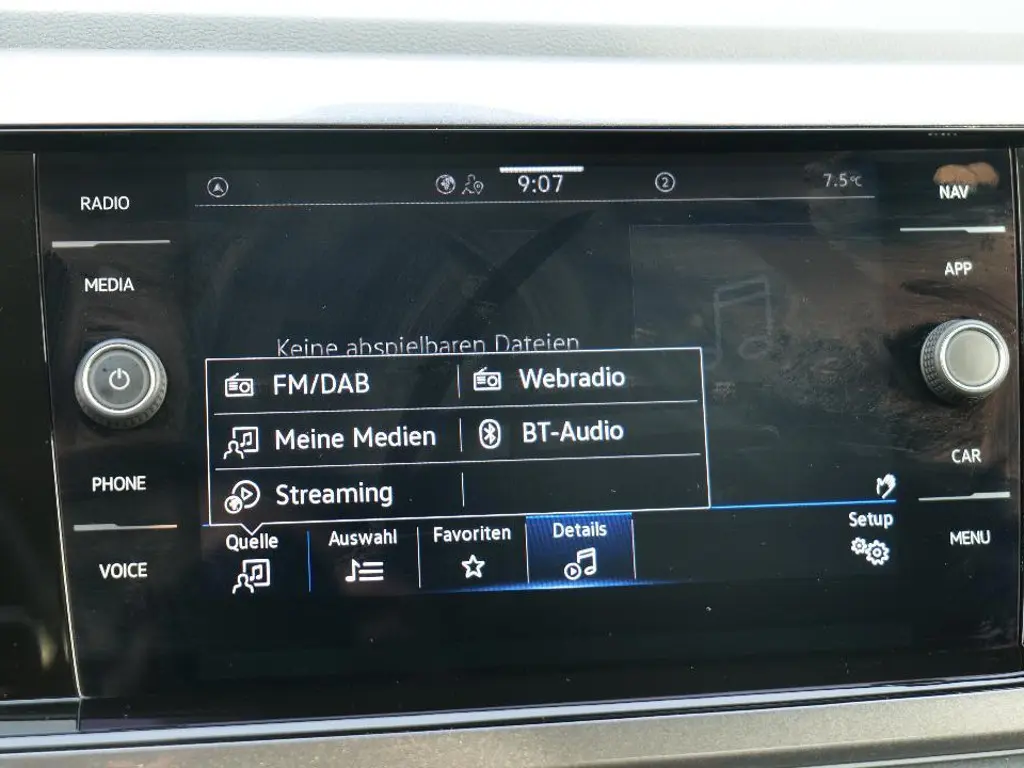 RADIO
MEDIA
PHONE
VOICE
9:07
2
7.5°C
Keine abspielbaren Dateien
FM/DAB
Webradio
Meine Medien
BT-Audio
Streaming
Quelle
Auswahl
Favoriten
Details
Setup
NAV
APP
CAR
MENU